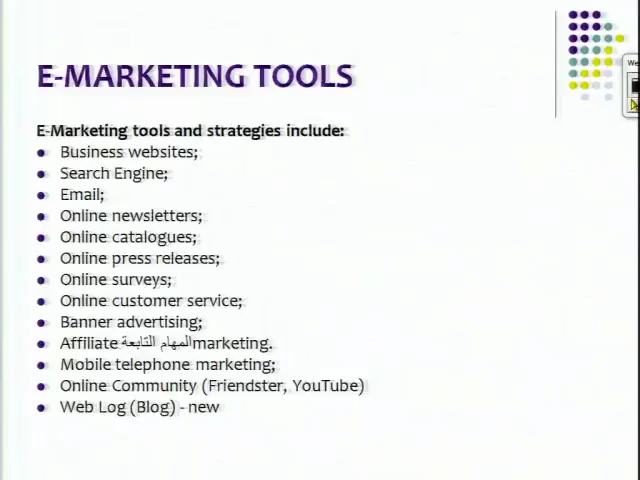 E-MARKETING TOOLS
E-Marketing tools and strategies include:
Business websites;
Search Engine;
Email;
Online newsletters;
Online catalogues;
Online press releases;
Online surveys;
Online customer service;
Banner advertising;
Affiliate المهام التابعة marketing.
Mobile telephone marketing;
Online Community (Friendster, YouTube)
Web Log (Blog) - new
We